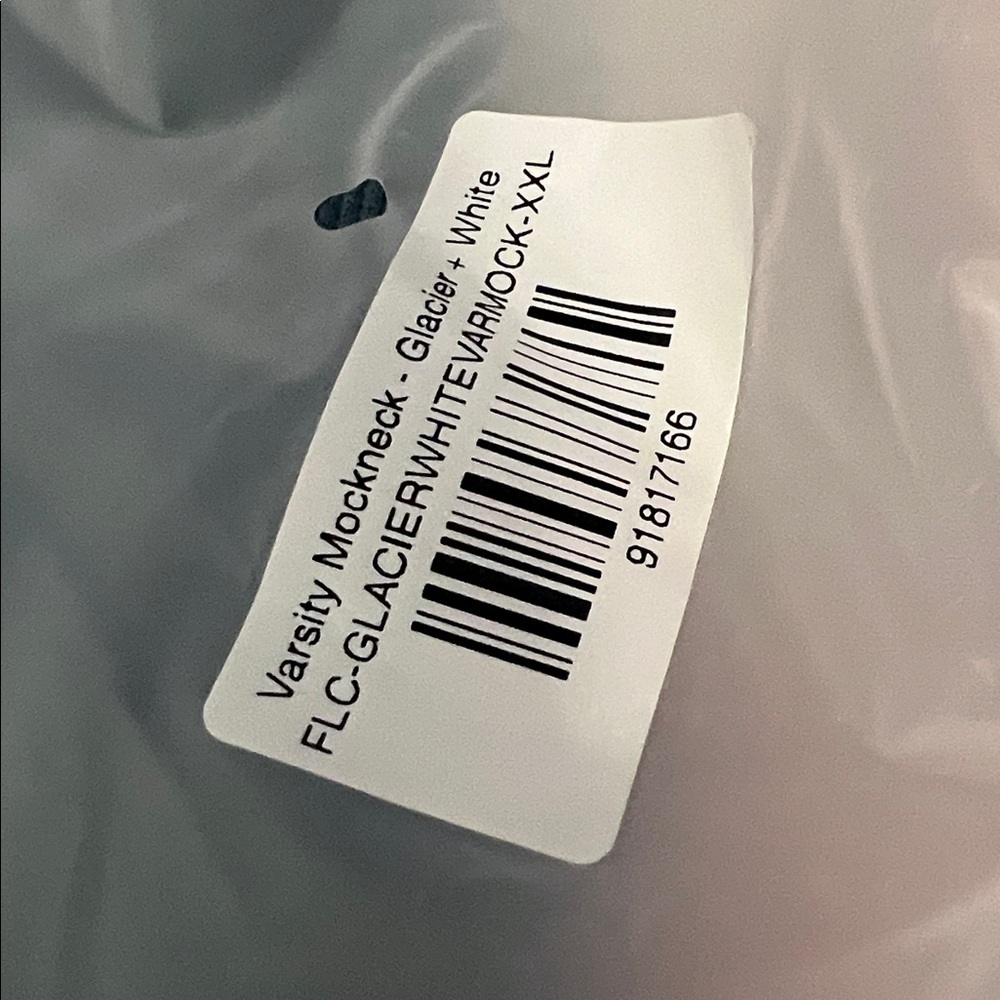 Varsity Mockneck - Glacier + White
FLC-GLACIERWHITEVARMOCK-XXL
91817166